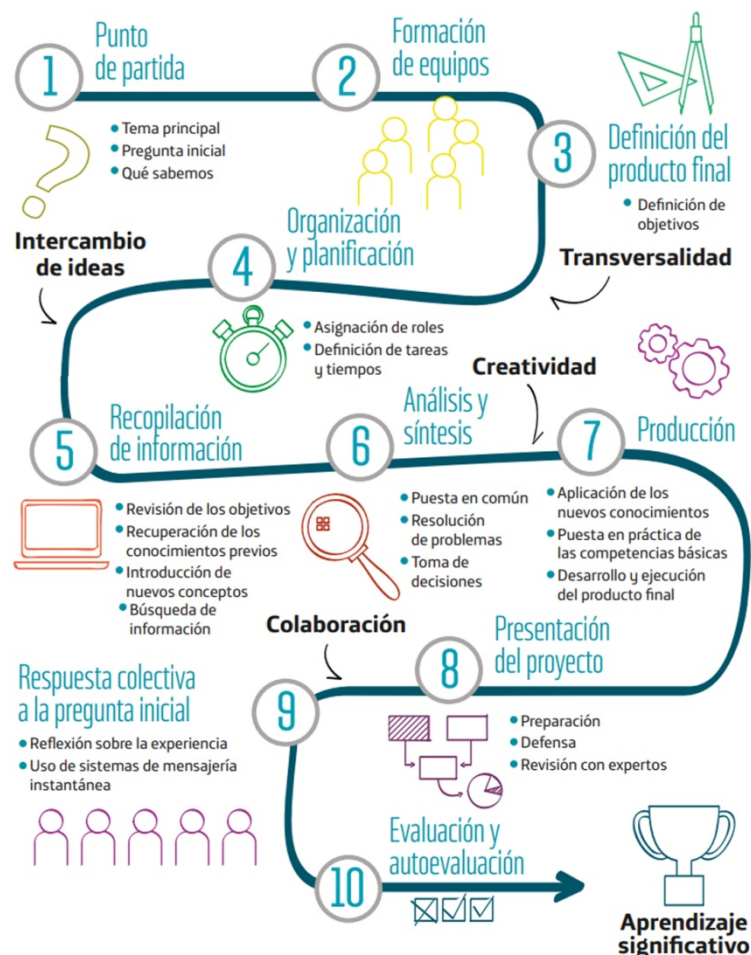 1
Punto
de partida
• Tema principal
• Pregunta inicial
• Qué sabemos
2
Formación
de equipos
3
Definición del
producto final
• Definición de
objetivos
Transversalidad
4
Organización
y planificación
• Asignación de roles
• Definición de tareas
y tiempos
Intercambio
de ideas
5
Recopilación
de información
• Revisión de los objetivos
• Recuperación de los
conocimientos previos
• Introducción de
nuevos conceptos
• Búsqueda de
información
6
Análisis y
síntesis
• Puesta en común
• Resolución
de problemas
• Toma de
decisiones
Creatividad
7
Producción
• Aplicación de los
nuevos conocimientos
• Puesta en práctica de
las competencias básicas
• Desarrollo y ejecución
del producto final
8
Presentación
del proyecto
• Preparación
• Defensa
• Revisión con expertos
Colaboración
9
Respuesta colectiva
a la pregunta inicial
• Reflexión sobre la experiencia
• Uso de sistemas de mensajería
instantánea
10
Evaluación y
autoevaluación
Aprendizaje
significativo